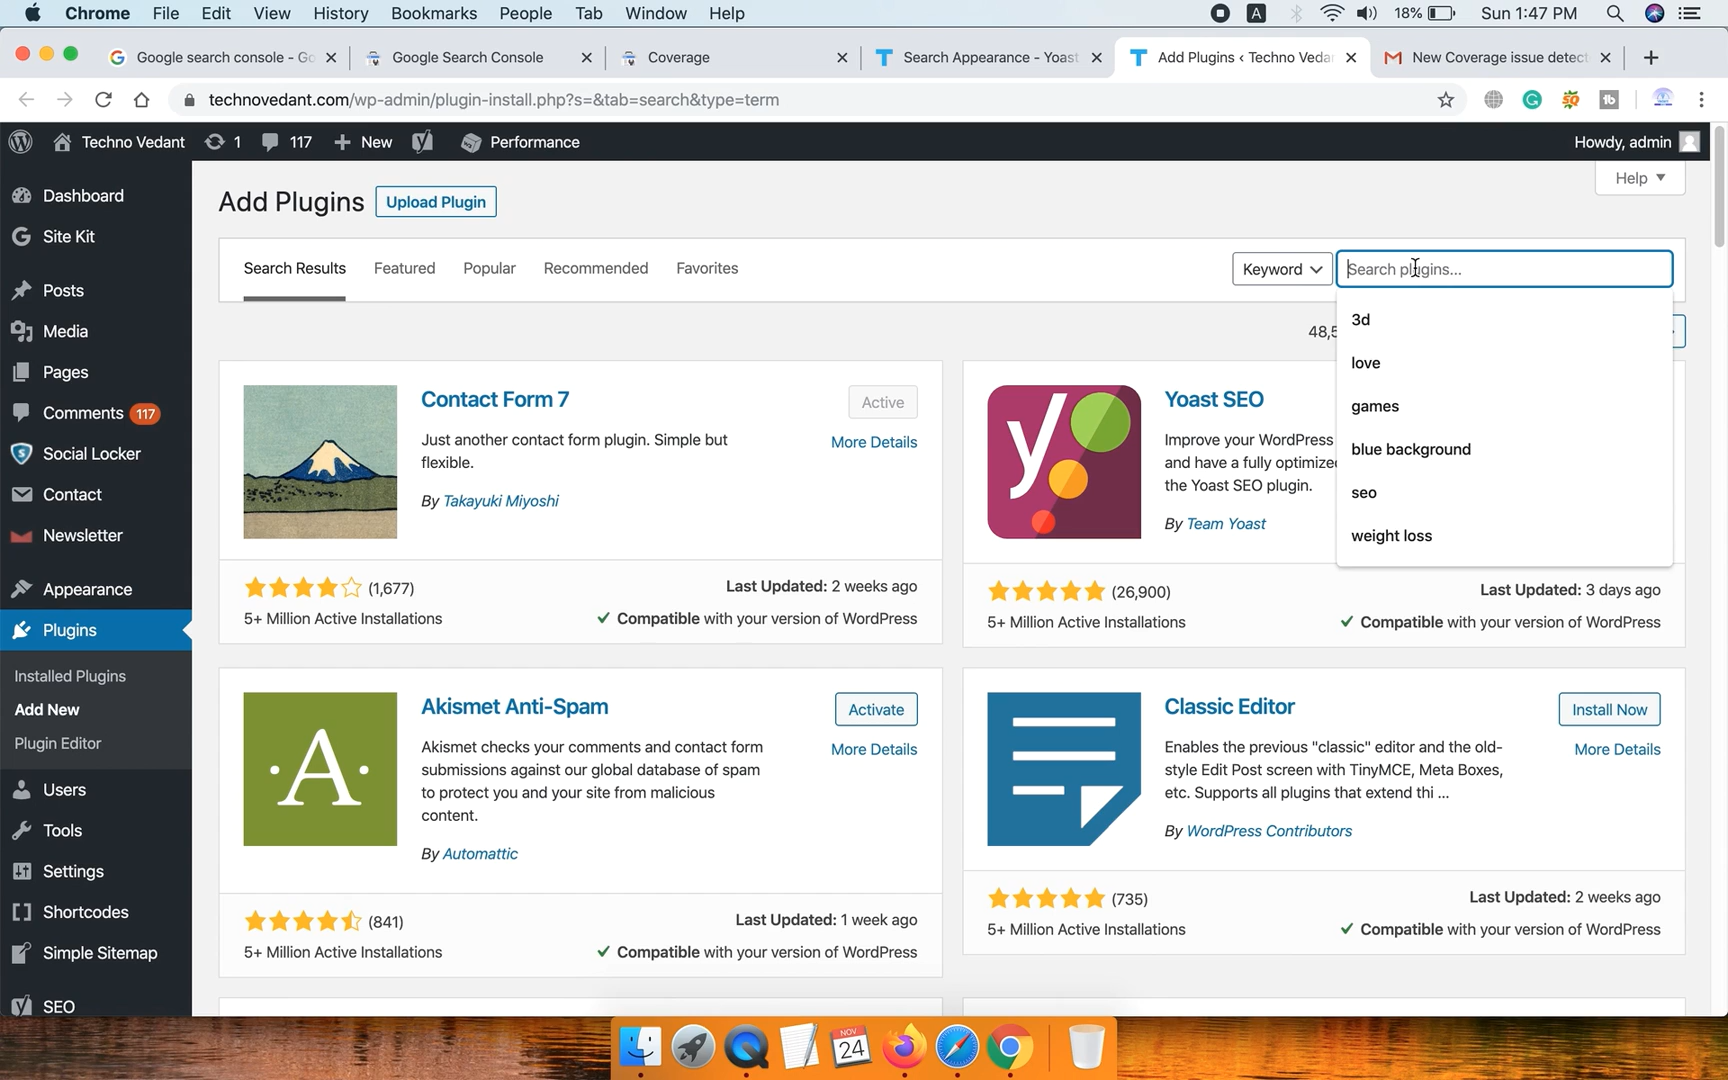 Chrome File Edit View History Bookmarks People Tab Window Help A 18% Sun 1:47 PM
Google search console - Go Google Search Console Coverage Search Appearance - Yoast Add Plugins ‹ Techno Vedan New Coverage issue detect
technovedant.com/wp-admin/plugin-install.php?s=&tab=search&type=term
Techno Vedant 1 117 New Performance Howdy, admin
Help
Dashboard
Site Kit
Posts
Media
Pages
Comments 117
Social Locker
Contact
Newsletter
Appearance
Plugins
Installed Plugins
Add New
Plugin Editor
Users
Tools
Settings
Shortcodes
Simple Sitemap
SEO
Add Plugins Upload Plugin
Search Results Featured Popular Recommended Favorites Keyword Search plugins...
48,5
3d
love
games
blue background
seo
weight loss
Contact Form 7
Active
More Details
Just another contact form plugin. Simple but
flexible.
By Takayuki Miyoshi
(1,677)
Last Updated: 2 weeks ago
5+ Million Active Installations
Compatible with your version of WordPress
Yoast SEO
Improve your WordPress
and have a fully optimize
the Yoast SEO plugin.
By Team Yoast
(26,900)
Last Updated: 3 days ago
5+ Million Active Installations
Compatible with your version of WordPress
Akismet Anti-Spam
Activate
More Details
Akismet checks your comments and contact form
submissions against our global database of spam
to protect you and your site from malicious
content.
By Automattic
A
(841)
Last Updated: 1 week ago
5+ Million Active Installations
Compatible with your version of WordPress
Classic Editor
Install Now
More Details
Enables the previous "classic" editor and the old-
style Edit Post screen with TinyMCE, Meta Boxes,
etc. Supports all plugins that extend thi ...
By WordPress Contributors
(735)
Last Updated: 2 weeks ago
5+ Million Active Installations
Compatible with your version of WordPress
NOV
24